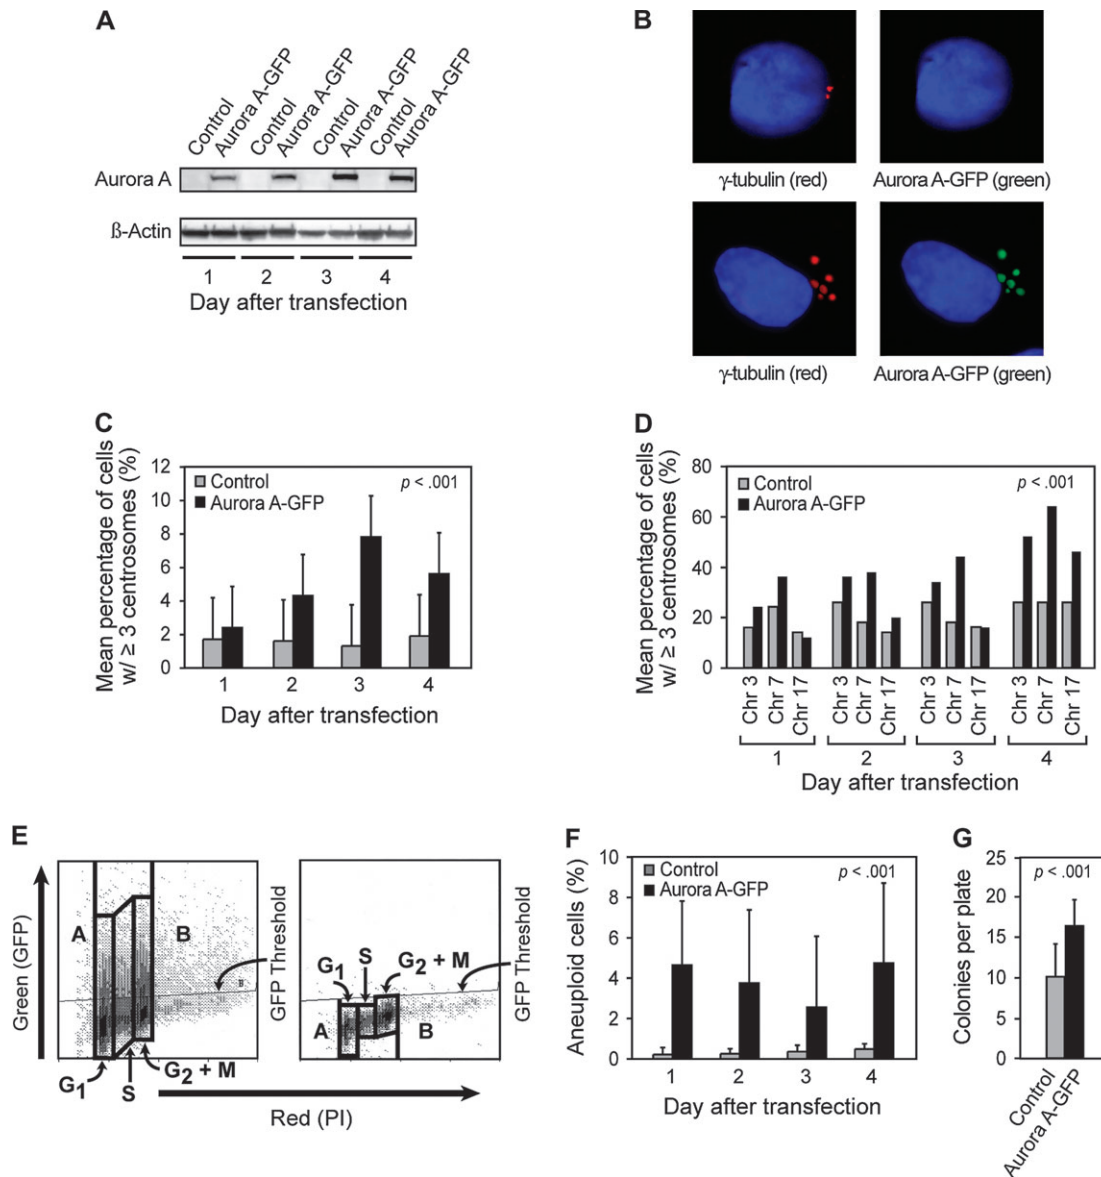 A
Control
Aurora A-GFP
Control
Aurora A-GFP
Control
Aurora A-GFP
Control
Aurora A-GFP
Aurora A
ß-Actin
1 2 3 4
Day after transfection
B
γ-tubulin (red)
Aurora A-GFP (green)
γ-tubulin (red)
Aurora A-GFP (green)
C
Mean percentage of cells
w/ ≥ 3 centrosomes (%)
12
10
8
6
4
2
0
Control
Aurora A-GFP
p < .001
1 2 3 4
Day after transfection
D
Mean percentage of cells
w/ ≥ 3 centrosomes (%)
80
60
40
20
0
Control
Aurora A-GFP
p < .001
Chr 3
Chr 7
Chr 17
Chr 3
Chr 7
Chr 17
Chr 3
Chr 7
Chr 17
Chr 3
Chr 7
Chr 17
1 2 3 4
Day after transfection
E
Green (GFP)
A
B
G1
S
G2 + M
GFP Threshold
A
B
G1
S
G2 + M
GFP Threshold
Red (PI)
F
Aneuploid cells (%)
10
8
6
4
2
0
Control
Aurora A-GFP
p < .001
1 2 3 4
Day after transfection
G
Colonies per plate
25
20
15
10
5
0
p < .001
Control
Aurora A-GFP